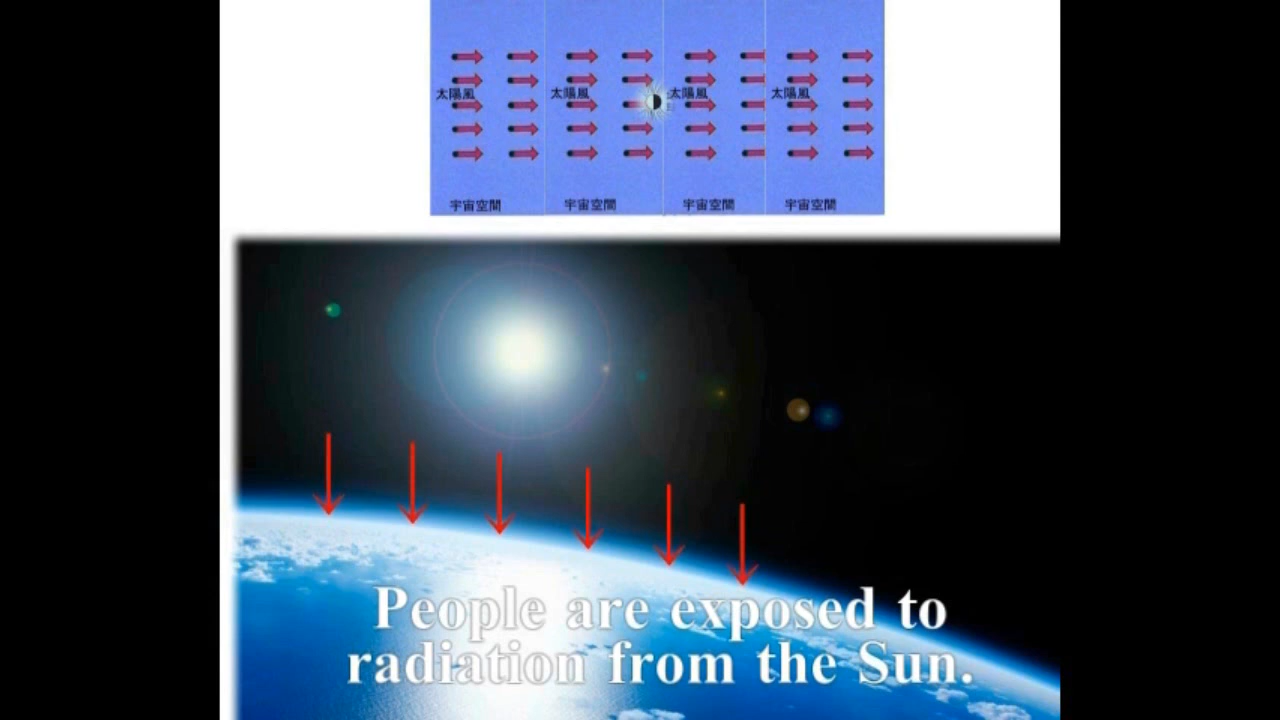 太陽風 太陽風 太陽風 太陽風
宇宙空間 宇宙空間 宇宙空間 宇宙空間
People are exposed to
radiation from the Sun.